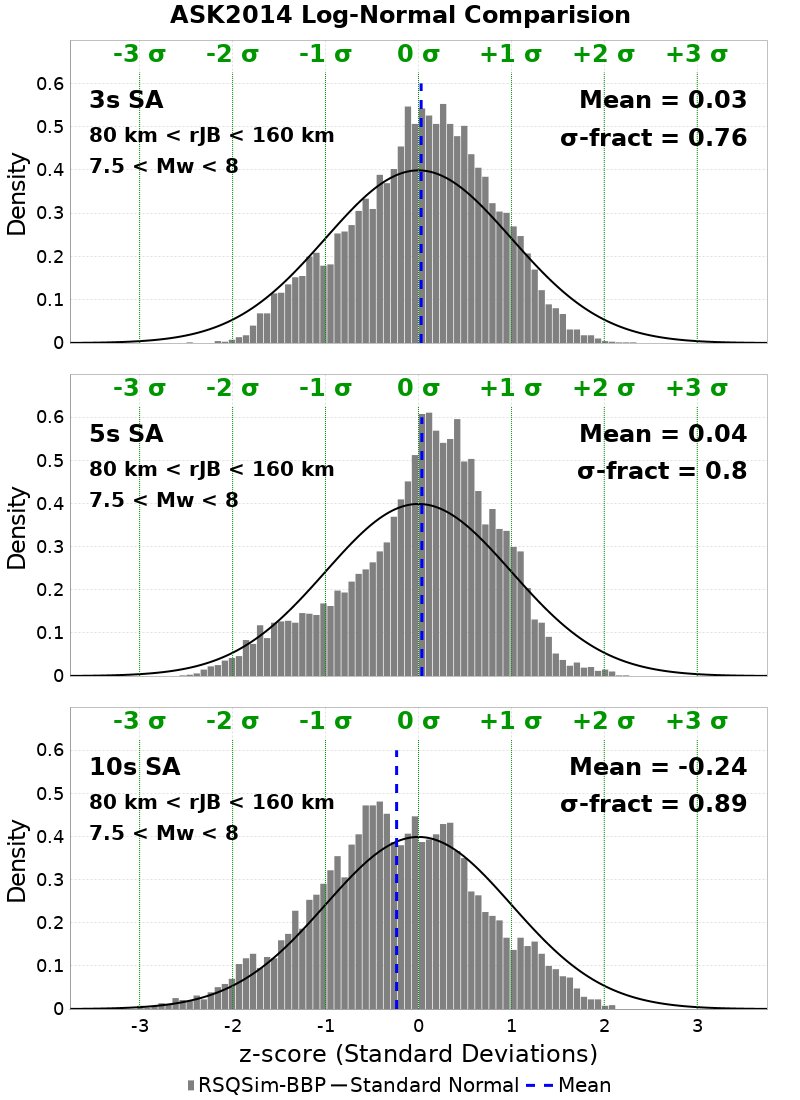 ASK2014 Log-Normal Comparision
-3 σ -2 σ -1 σ 0 σ +1 σ +2 σ +3 σ
3s SA
80 km < rJB < 160 km
7.5 < Mw < 8
Mean = 0.03
σ-fract = 0.76
0.6
0.5
0.4
0.3
0.2
0.1
0
Density
-3 σ -2 σ -1 σ 0 σ +1 σ +2 σ +3 σ
5s SA
80 km < rJB < 160 km
7.5 < Mw < 8
Mean = 0.04
σ-fract = 0.8
0.6
0.5
0.4
0.3
0.2
0.1
0
Density
-3 σ -2 σ -1 σ 0 σ +1 σ +2 σ +3 σ
10s SA
80 km < rJB < 160 km
7.5 < Mw < 8
Mean = -0.24
σ-fract = 0.89
0.6
0.5
0.4
0.3
0.2
0.1
0
Density
-3 -2 -1 0 1 2 3
z-score (Standard Deviations)
RSQSim-BBP Standard Normal Mean